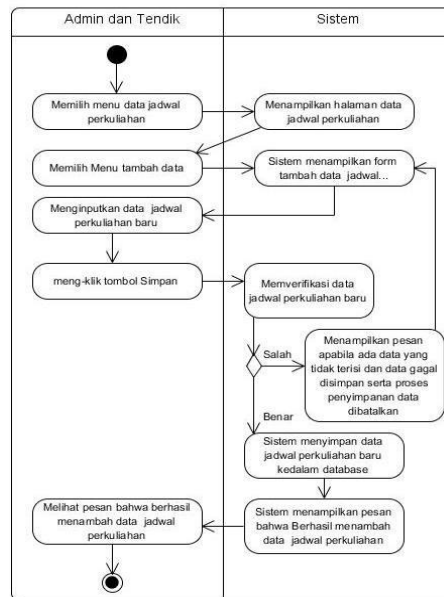 Admin dan Tendik
Sistem
Memilih menu data jadwal
perkuliahan
Menampilkan halaman data
jadwal perkuliahan
Memilih Menu tambah data
Sistem menampilkan form
tambah data jadwal...
Menginputkan data jadwal
perkuliahan baru
meng-klik tombol Simpan
Memverifikasi data
jadwal perkuliahan baru
Salah
Menampilkan pesan
apabila ada data yang
tidak terisi dan data gagal
disimpan serta proses
penyimpanan data
dibatalkan
Benar
Sistem menyimpan data
jadwal perkuliahan baru
kedalam database
Sistem Menampilkan pesan
bahwa Berhasil menambah
data jadwal perkuliahan
Melihat pesan bahwa berhasil
menambah data jadwal
perkuliahan